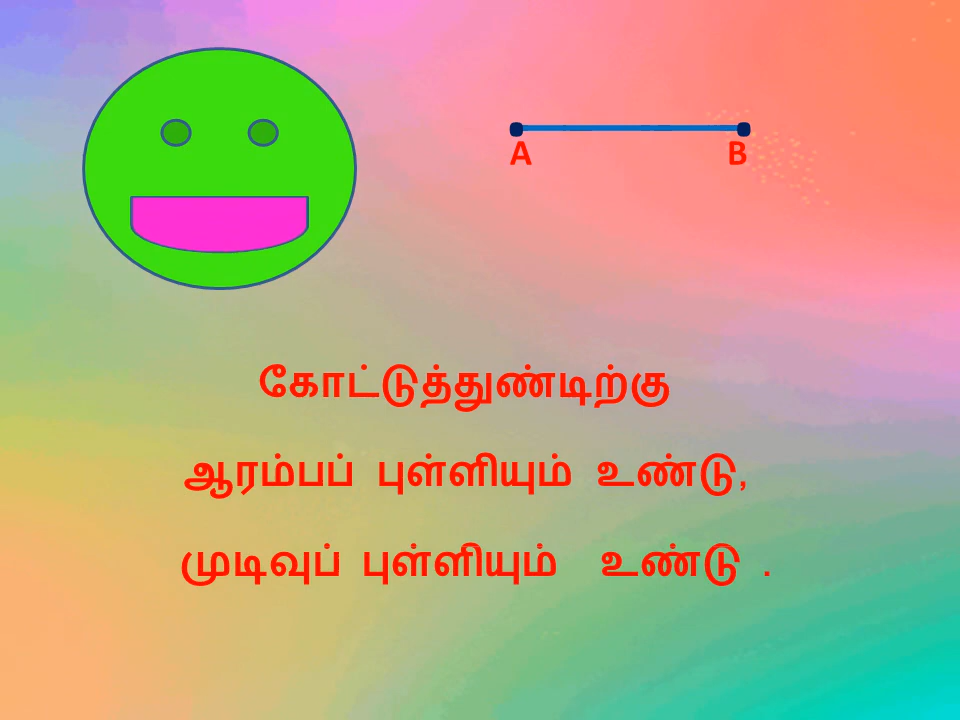 A B
கோட்டுத்துண்டிற்கு
ஆரம்பப் புள்ளியும் உண்டு,
முடிவுப் புள்ளியும் உண்டு .